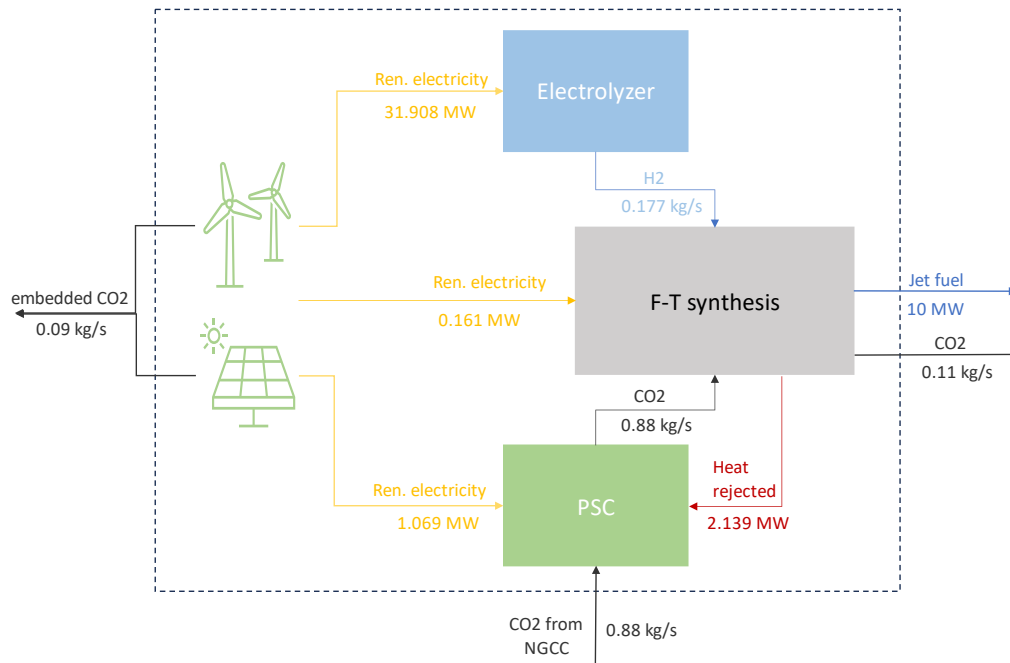 Ren. electricity
31.908 MW
Electrolyzer
H2
0.177 kg/s
embedded CO2
0.09 kg/s
Ren. electricity
0.161 MW
F-T synthesis
Jet fuel
10 MW
CO2
0.11 kg/s
CO2
0.88 kg/s
Ren. electricity
1.069 MW
PSC
Heat
rejected
2.139 MW
CO2 from
NGCC
0.88 kg/s